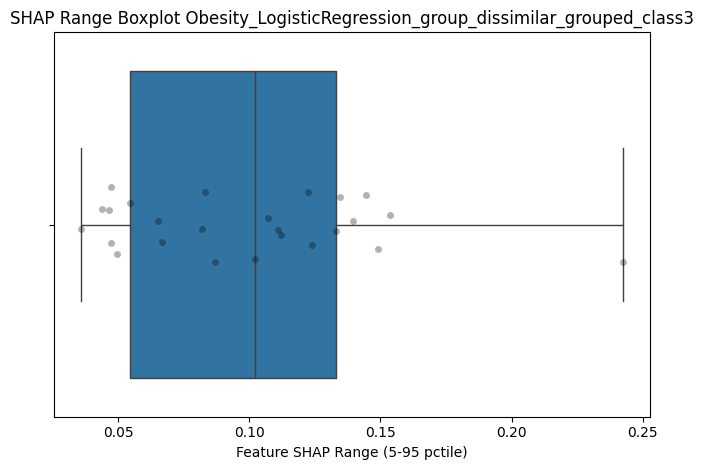 SHAP Range Boxplot Obesity_LogisticRegression_group_dissimilar_grouped_class3
0.05 0.10 0.15 0.20 0.25
Feature SHAP Range (5-95 pctile)